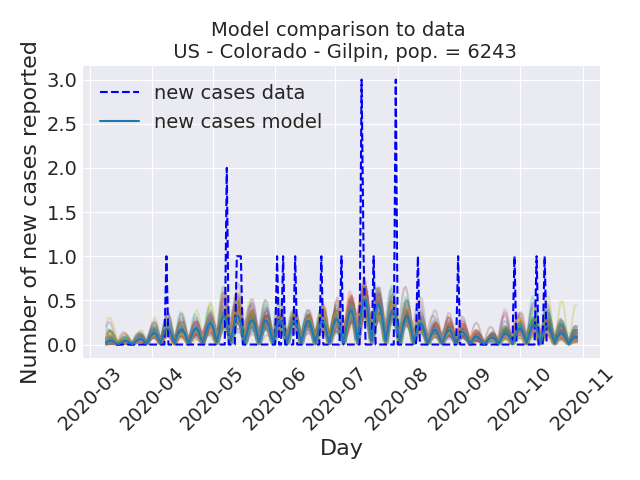 Model comparison to data
US - Colorado - Gilpin, pop. = 6243
Number of new cases reported
3.0
2.5
2.0
1.5
1.0
0.5
0.0
new cases data
new cases model
2020-03
2020-04
2020-05
2020-06
2020-07
2020-08
2020-09
2020-10
2020-11
Day